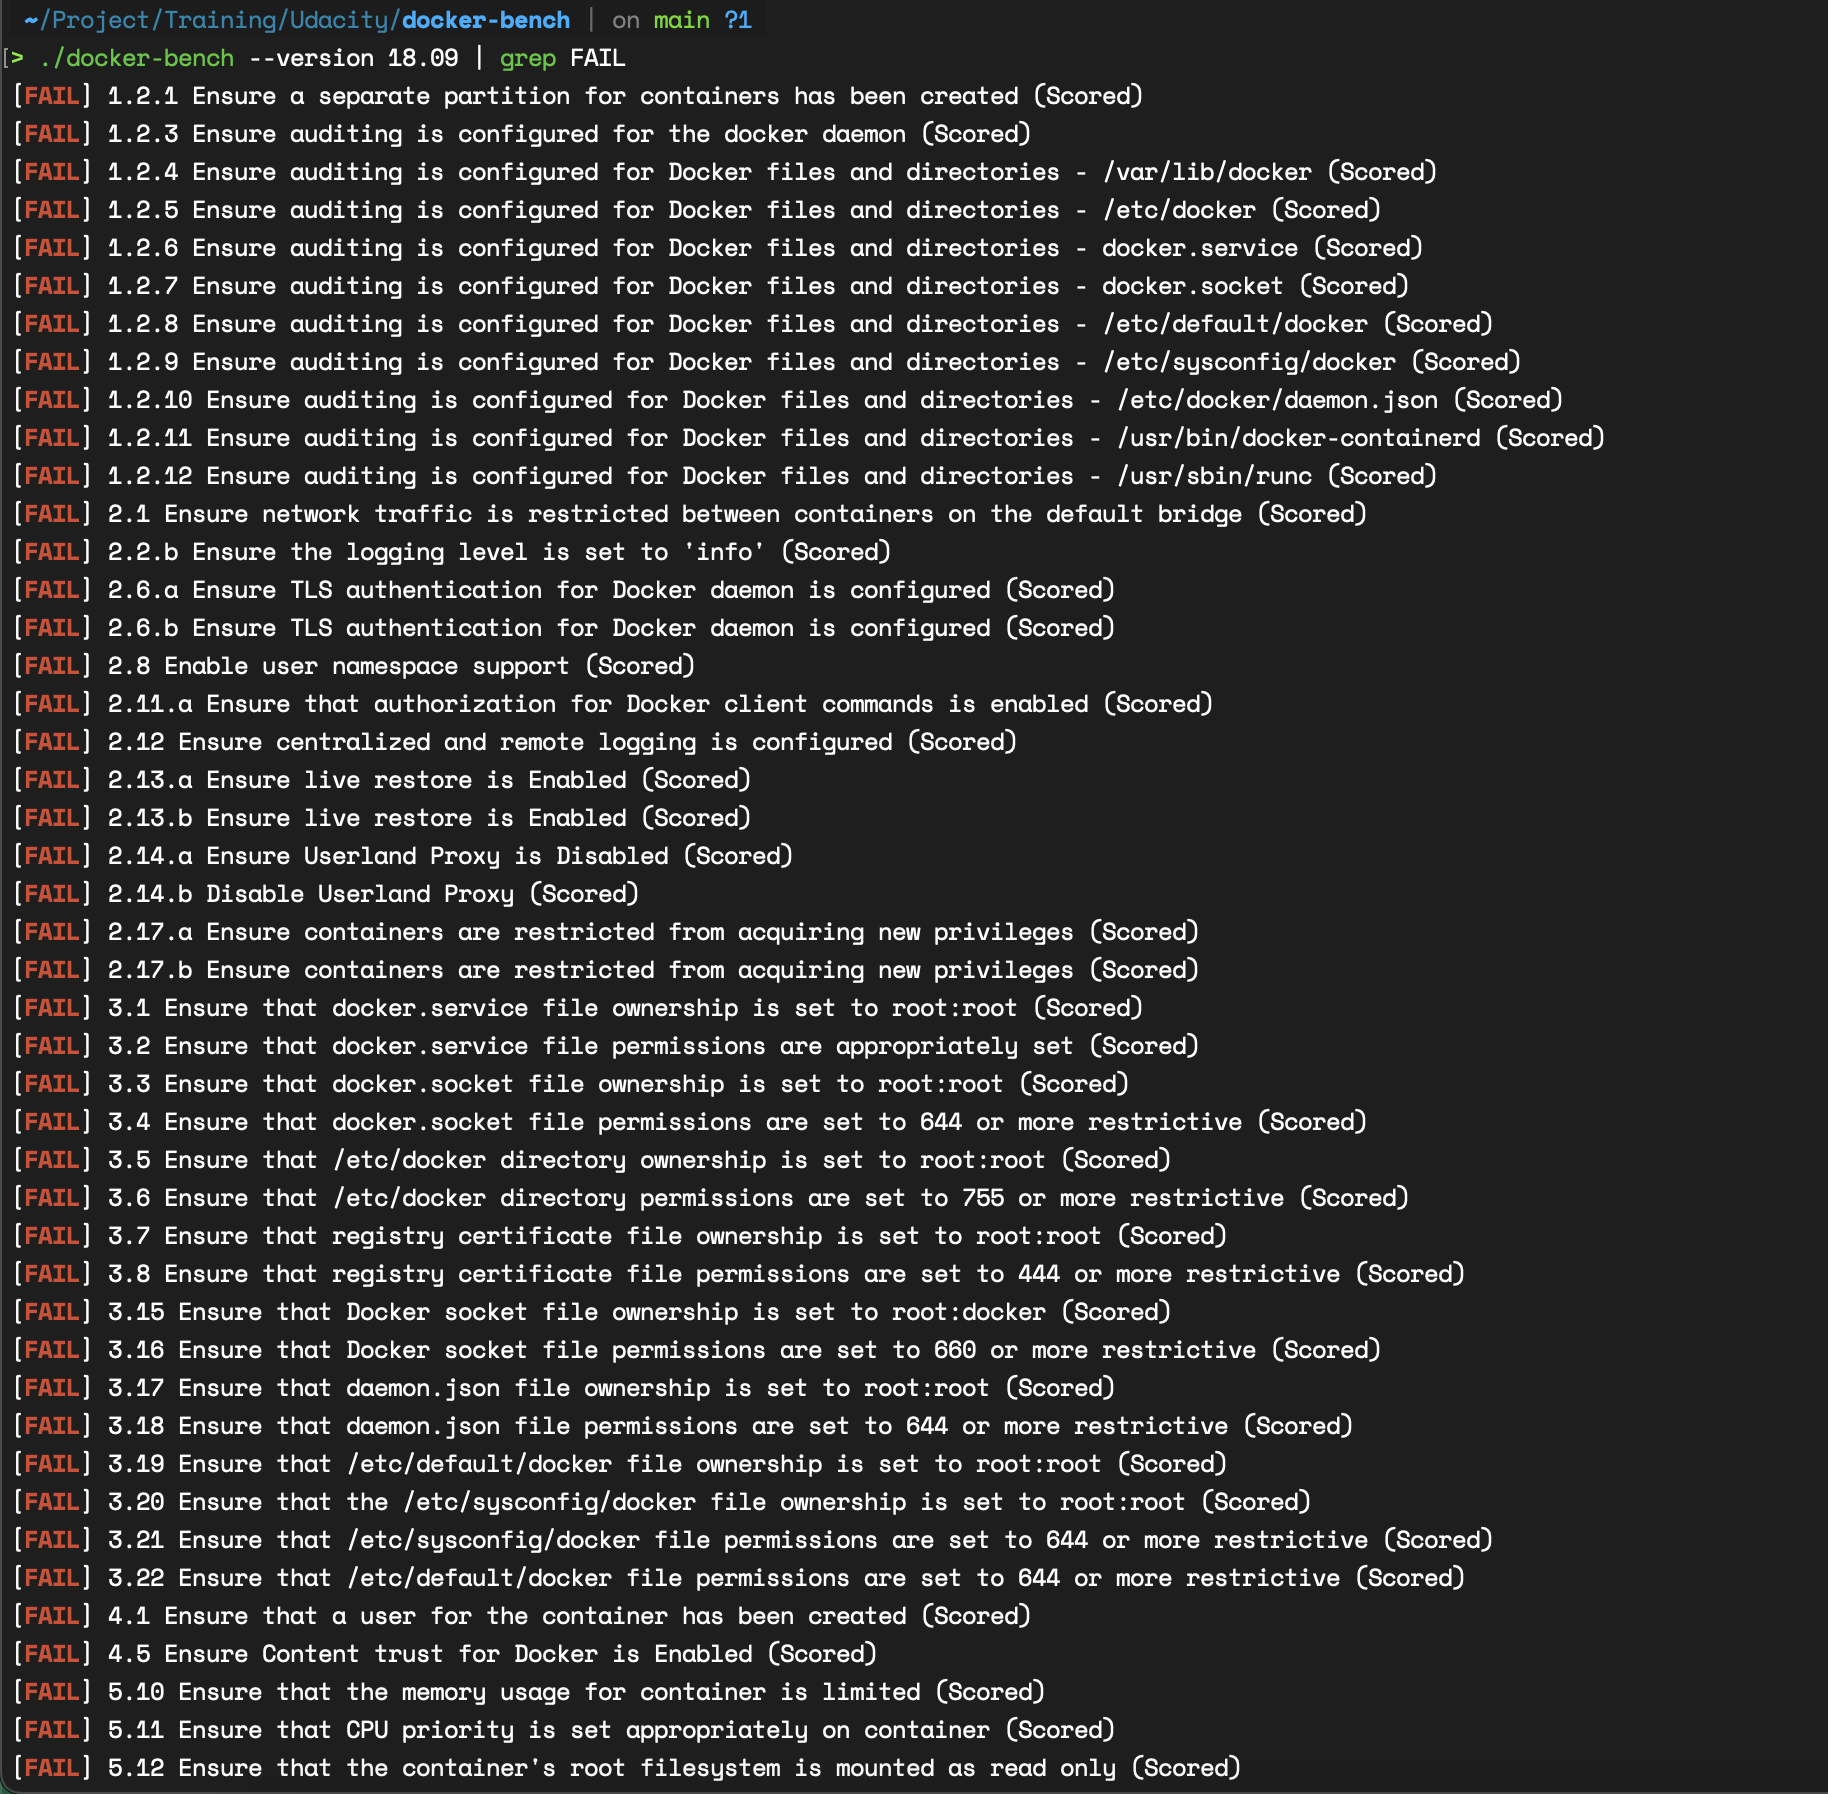 ~/Project/Training/Udacity/docker-bench | on main ?1
[> ./docker-bench --version 18.09 | grep FAIL
[FAIL] 1.2.1 Ensure a separate partition for containers has been created (Scored)
[FAIL] 1.2.3 Ensure auditing is configured for the docker daemon (Scored)
[FAIL] 1.2.4 Ensure auditing is configured for Docker files and directories - /var/lib/docker (Scored)
[FAIL] 1.2.5 Ensure auditing is configured for Docker files and directories - /etc/docker (Scored)
[FAIL] 1.2.6 Ensure auditing is configured for Docker files and directories - docker.service (Scored)
[FAIL] 1.2.7 Ensure auditing is configured for Docker files and directories - docker.socket (Scored)
[FAIL] 1.2.8 Ensure auditing is configured for Docker files and directories - /etc/default/docker (Scored)
[FAIL] 1.2.9 Ensure auditing is configured for Docker files and directories - /etc/sysconfig/docker (Scored)
[FAIL] 1.2.10 Ensure auditing is configured for Docker files and directories - /etc/docker/daemon.json (Scored)
[FAIL] 1.2.11 Ensure auditing is configured for Docker files and directories - /usr/bin/docker-containerd (Scored)
[FAIL] 1.2.12 Ensure auditing is configured for Docker files and directories - /usr/sbin/runc (Scored)
[FAIL] 2.1 Ensure network traffic is restricted between containers on the default bridge (Scored)
[FAIL] 2.2.b Ensure the logging level is set to 'info' (Scored)
[FAIL] 2.6.a Ensure TLS authentication for Docker daemon is configured (Scored)
[FAIL] 2.6.b Ensure TLS authentication for Docker daemon is configured (Scored)
[FAIL] 2.8 Enable user namespace support (Scored)
[FAIL] 2.11.a Ensure that authorization for Docker client commands is enabled (Scored)
[FAIL] 2.12 Ensure centralized and remote logging is configured (Scored)
[FAIL] 2.13.a Ensure live restore is Enabled (Scored)
[FAIL] 2.13.b Ensure live restore is Enabled (Scored)
[FAIL] 2.14.a Ensure Userland Proxy is Disabled (Scored)
[FAIL] 2.14.b Disable Userland Proxy (Scored)
[FAIL] 2.17.a Ensure containers are restricted from acquiring new privileges (Scored)
[FAIL] 2.17.b Ensure containers are restricted from acquiring new privileges (Scored)
[FAIL] 3.1 Ensure that docker.service file ownership is set to root:root (Scored)
[FAIL] 3.2 Ensure that docker.service file permissions are appropriately set (Scored)
[FAIL] 3.3 Ensure that docker.socket file ownership is set to root:root (Scored)
[FAIL] 3.4 Ensure that docker.socket file permissions are set to 644 or more restrictive (Scored)
[FAIL] 3.5 Ensure that /etc/docker directory ownership is set to root:root (Scored)
[FAIL] 3.6 Ensure that /etc/docker directory permissions are set to 755 or more restrictive (Scored)
[FAIL] 3.7 Ensure that registry certificate file ownership is set to root:root (Scored)
[FAIL] 3.8 Ensure that registry certificate file permissions are set to 444 or more restrictive (Scored)
[FAIL] 3.15 Ensure that Docker socket file ownership is set to root:docker (Scored)
[FAIL] 3.16 Ensure that Docker socket file permissions are set to 660 or more restrictive (Scored)
[FAIL] 3.17 Ensure that daemon.json file ownership is set to root:root (Scored)
[FAIL] 3.18 Ensure that daemon.json file permissions are set to 644 or more restrictive (Scored)
[FAIL] 3.19 Ensure that /etc/default/docker file ownership is set to root:root (Scored)
[FAIL] 3.20 Ensure that the /etc/sysconfig/docker file ownership is set to root:root (Scored)
[FAIL] 3.21 Ensure that /etc/sysconfig/docker file permissions are set to 644 or more restrictive (Scored)
[FAIL] 3.22 Ensure that /etc/default/docker file permissions are set to 644 or more restrictive (Scored)
[FAIL] 4.1 Ensure that a user for the container has been created (Scored)
[FAIL] 4.5 Ensure Content trust for Docker is Enabled (Scored)
[FAIL] 5.10 Ensure that the memory usage for container is limited (Scored)
[FAIL] 5.11 Ensure that CPU priority is set appropriately on container (Scored)
[FAIL] 5.12 Ensure that the container's root filesystem is mounted as read only (Scored)